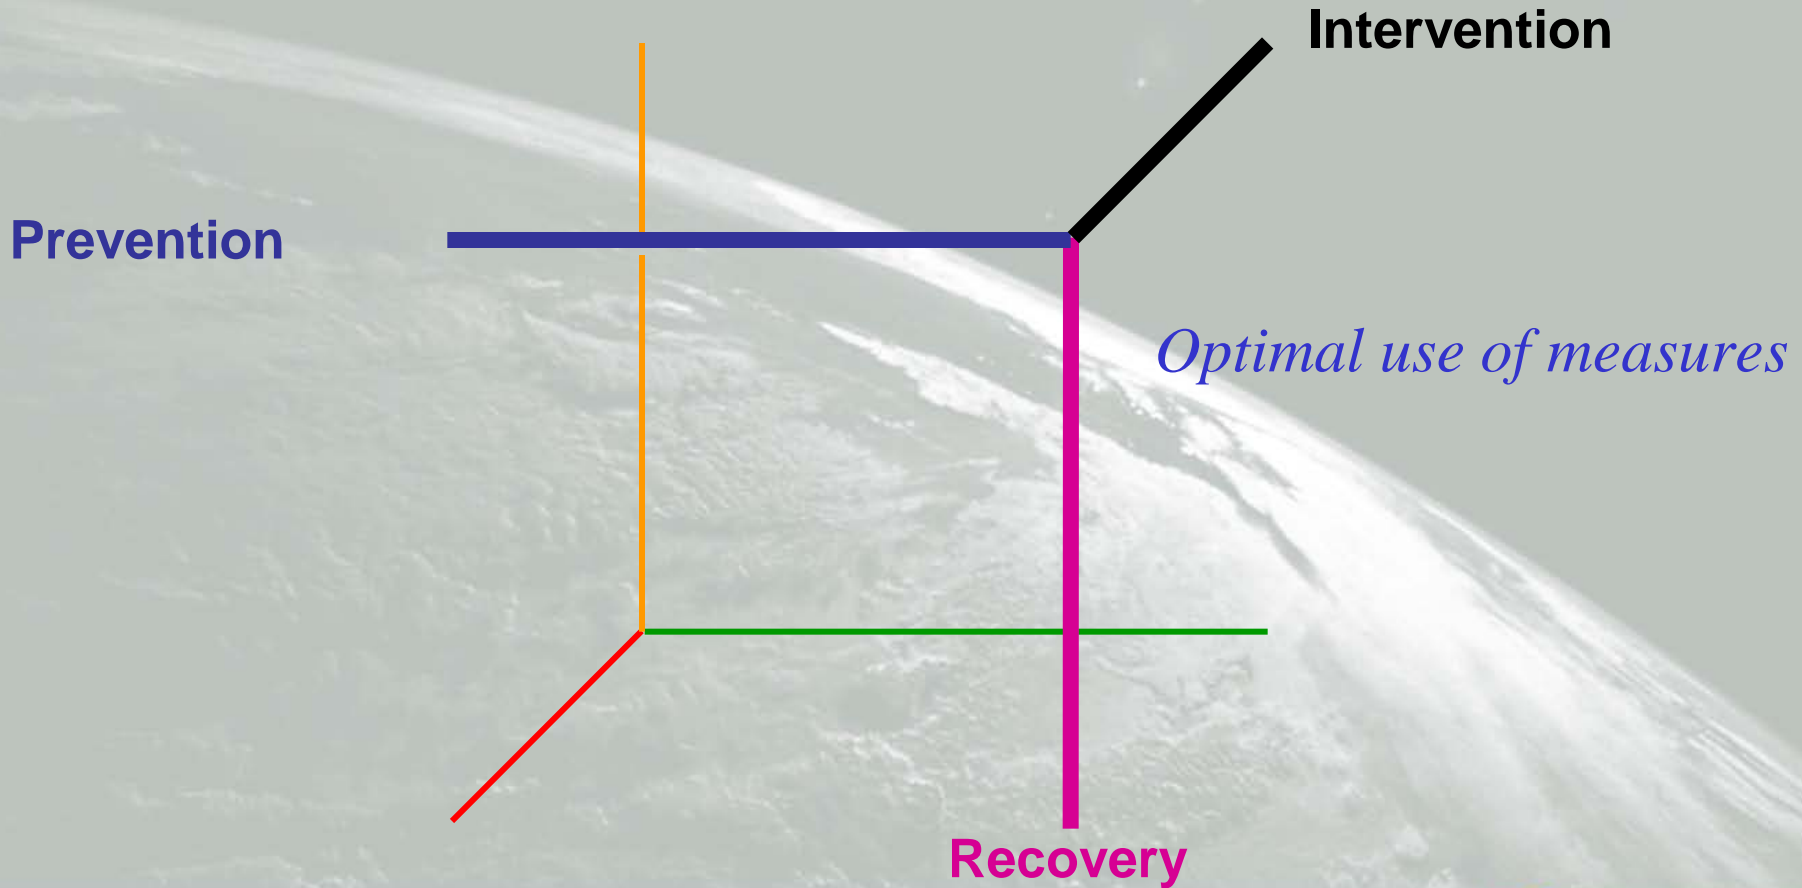 Intervention
Prevention
Optimal use of measures
Recovery